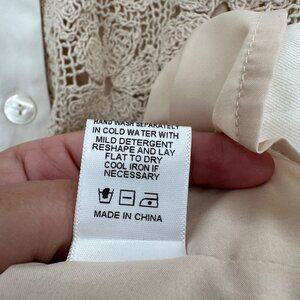 HAND WASH SEPARATELY
IN COLD WATER WITH
MILD DETERGENT
RESHAPE AND LAY
FLAT TO DRY
COOL IRON IF
NECESSARY
MADE IN CHINA